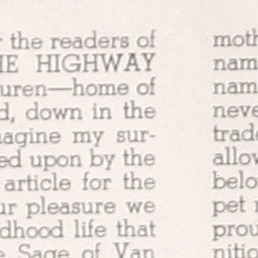 r the readers of
HE HIGHWAY
uren—home of
d, down in the
magine my sur-
ed upon by the
article for the
ur pleasure we
dhood life that
e Sage of Van
moth
nam
nam
neve
trade
allow
belo
pet
prou
nitio